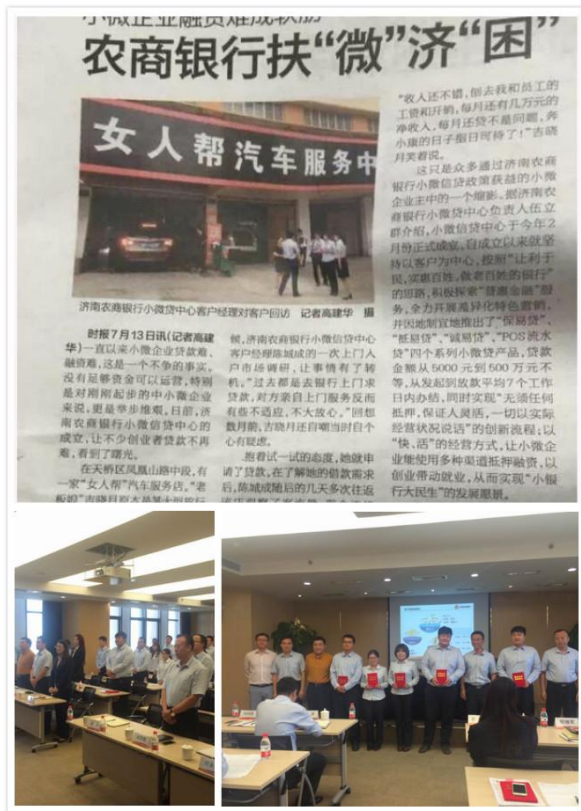 小微企业融资难成软肋
农商银行扶“微”济“困”
女人帮汽车服务中
济南农商银行小微贷中心客户经理对客户回访 记者高建华 摄
时报7月13日讯(记者高建
华)一直以来小微企业贷款难、
融资难,这是一个不争的事实。
没有足够资金可以运营,特别
是对刚刚起步的中小微企业
来说,更是举步维艰。日前,济
南农商银行小微信贷中心的
成立,让不少创业者贷款不再
难,看到了曙光。
在天桥区凤凰山路中段,有
一家“女人帮”汽车服务店。“老
板娘”吉晓月原本是某大型旅行
候,济南农商银行小微信贷中心
客户经理陈城成的一次上门入
户市场调研,让事情有了转
机。“过去都是去银行上门求
贷款,对方亲自上门服务反而
有些不适应,不大放心。”回想
数月前,吉晓月还自嘲当时自个
心有疑虑。
抱着试一试的态度,她就申
请了贷款,在了解她的借款需求
后,陈城成随后的几天多次往返
“收入还不错,刨去我和员工的
工资和开销,每月还有几万元的
净收入,每月还贷不是问题,奔
小康的日子指日可待了!”吉晓
月笑着说。
这只是众多通过济南农商
银行小微信贷政策获益的小微
企业主中的一个缩影。据济南农
商银行小微贷中心负责人伍立
群介绍,小微信贷中心于今年2
月份正式成立,自成立以来就坚
持以客户为中心,按照“让利于
民,实惠百姓,做老百姓的银行”
的思路,积极探索“普惠金融”服
务,全力开展差异化特色营销,
并因地制宜地推出了“保易贷”、
“抵易贷”、“诚易贷”、“POS流水
贷”四个系列小微贷产品,贷款
金额从5000元到500万元不
等,从发起到放款平均7个工作
日内办结,同时实现“无须任何
抵押,保证人灵活,一切以实际
经营状况说话”的创新流程;以
“快、活”的经营方式,让小微企
业能使用多种渠道抵押融资,以
创业带动就业,从而实现“小银
行大民生”的发展愿景。